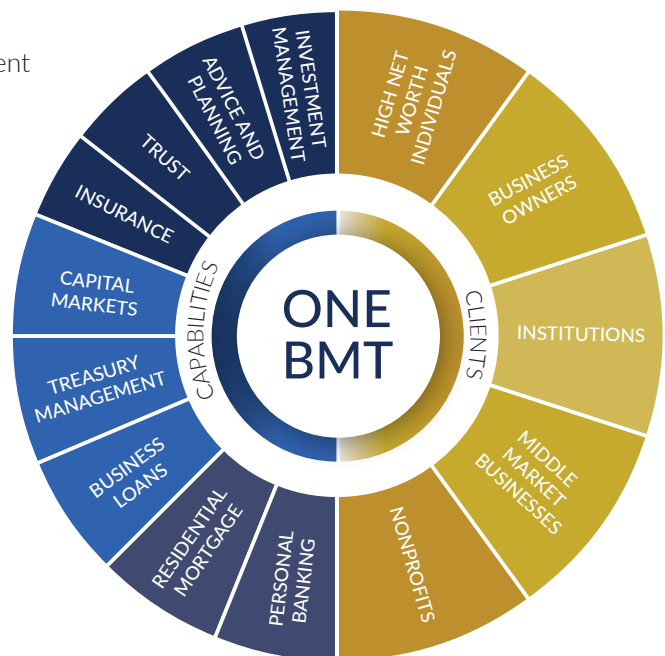 ent
INVESTMENT
MANAGEMENT
ADVICE AND
PLANNING
TRUST
INSURANCE
CAPITAL
MARKETS
TREASURY
MANAGEMENT
BUSINESS
LOANS
RESIDENTIAL
MORTGAGE
PERSONAL
BANKING
CAPABILITIES
ONE
BMT
CLIENTS
HIGH NET
WORTH
INDIVIDUALS
BUSINESS
OWNERS
INSTITUTIONS
MIDDLE
MARKET
BUSINESSES
NONPROFITS